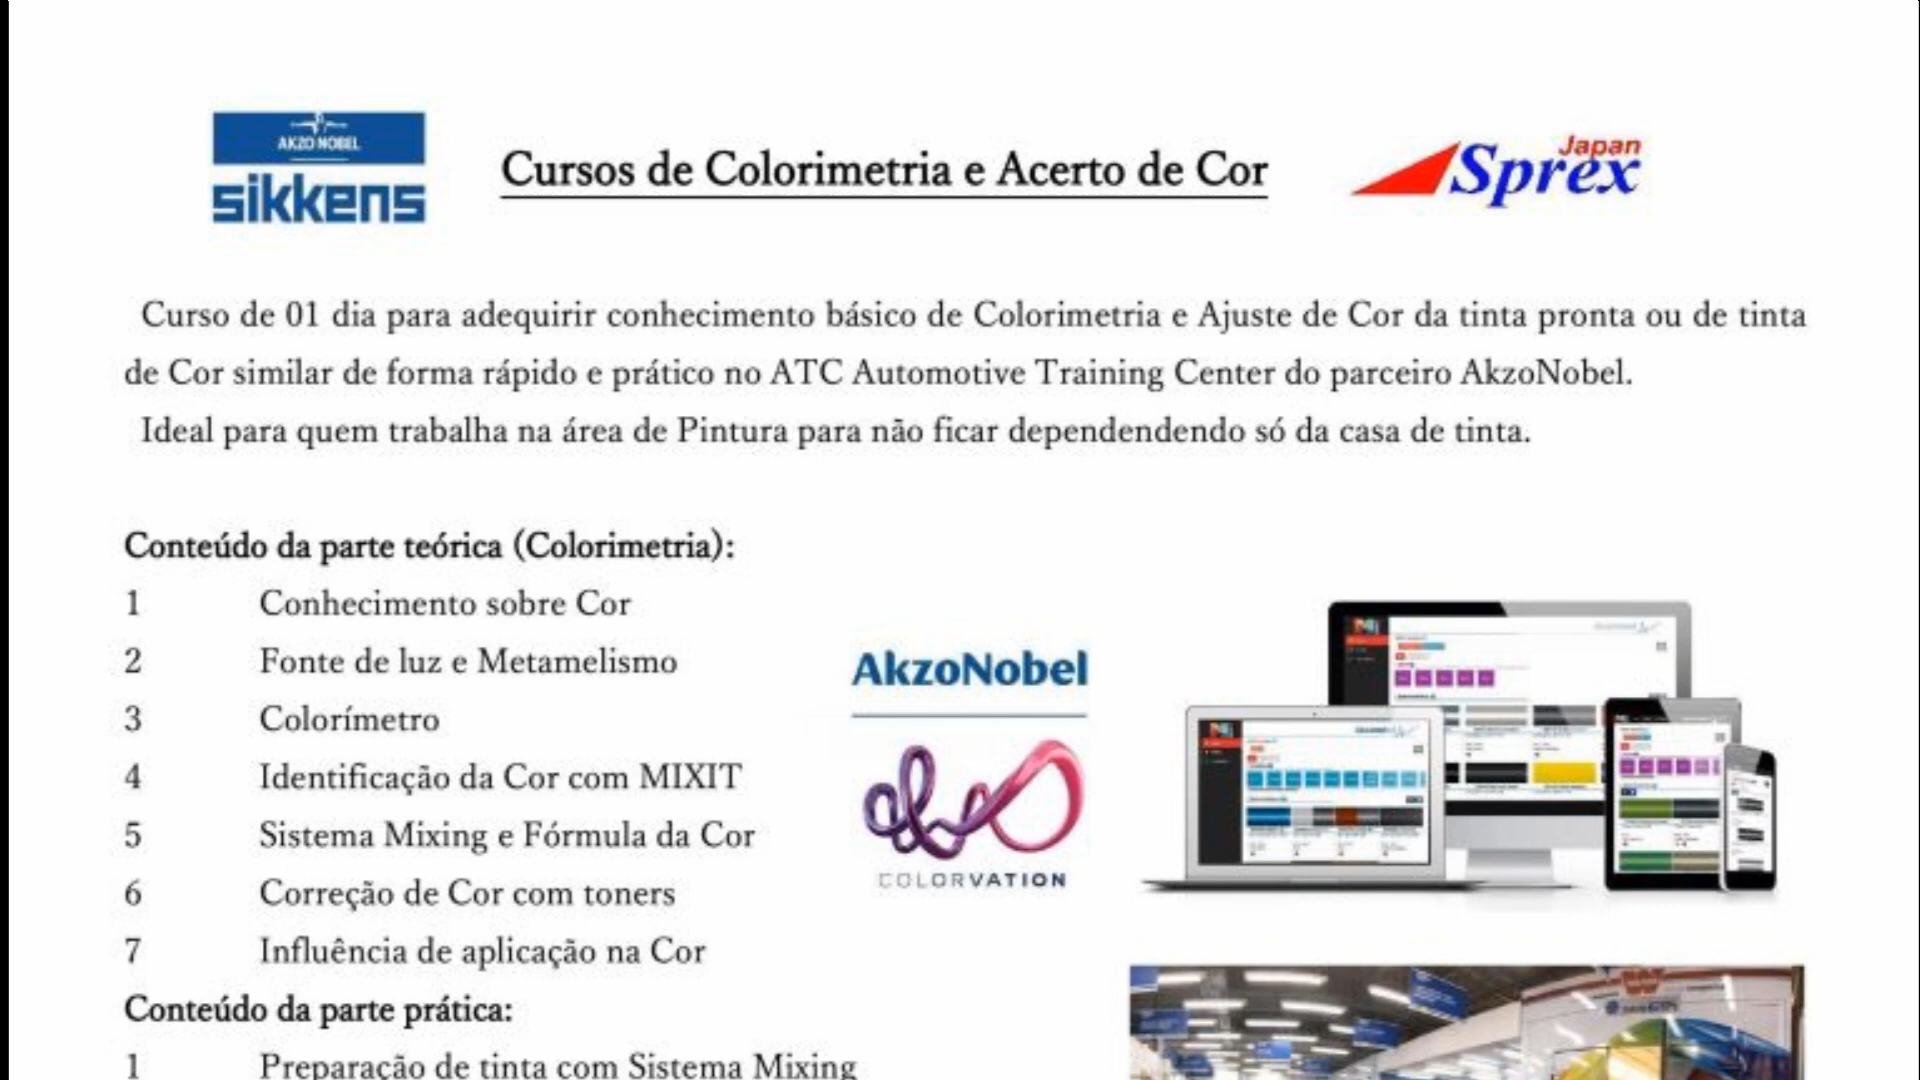 AKZO NOBEL
sikkens
Cursos de Colorimetria e Acerto de Cor
Japan
Sprex
Curso de 01 dia para adequirir conhecimento básico de Colorimetria e Ajuste de Cor da tinta pronta ou de tinta
de Cor similar de forma rápido e prático no ATC Automotive Training Center do parceiro AkzoNobel.
Ideal para quem trabalha na área de Pintura para não ficar dependendendo só da casa de tinta.
Conteúdo da parte teórica (Colorimetria):
1 Conhecimento sobre Cor
2 Fonte de luz e Metamelismo
3 Colorímetro
4 Identificação da Cor com MIXIT
5 Sistema Mixing e Fórmula da Cor
6 Correção de Cor com toners
7 Influência de aplicação na Cor
AkzoNobel
COLORVATION
Conteúdo da parte prática:
1 Preparação de tinta com Sistema Mixing